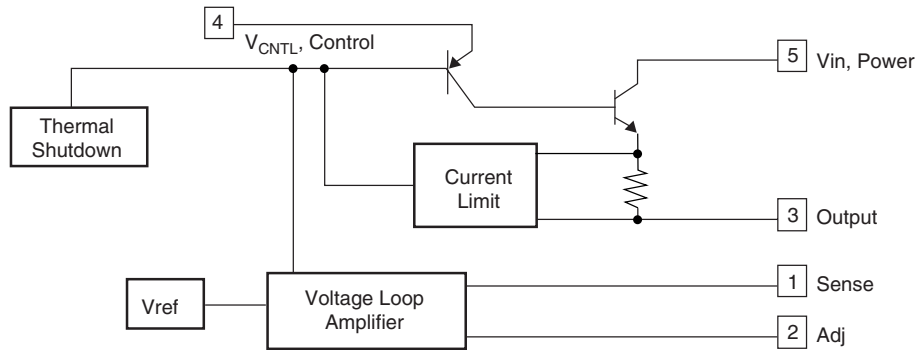 4
V_CNTL, Control
5 Vin, Power
Thermal
Shutdown
Current
Limit
3 Output
1 Sense
Vref
Voltage Loop
Amplifier
2 Adj